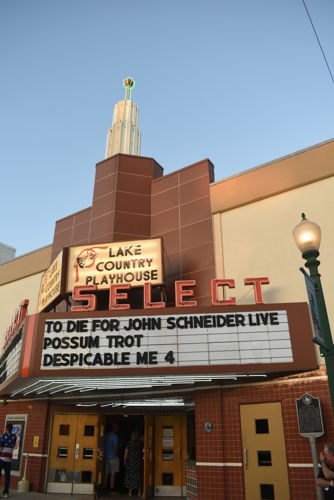 LAKE
COUNTRY
PLAYHOUSE
SELECT
TO DIE FOR JOHN SCHNEIDER LIVE
POSSUM TROT
DESPICABLE ME 4